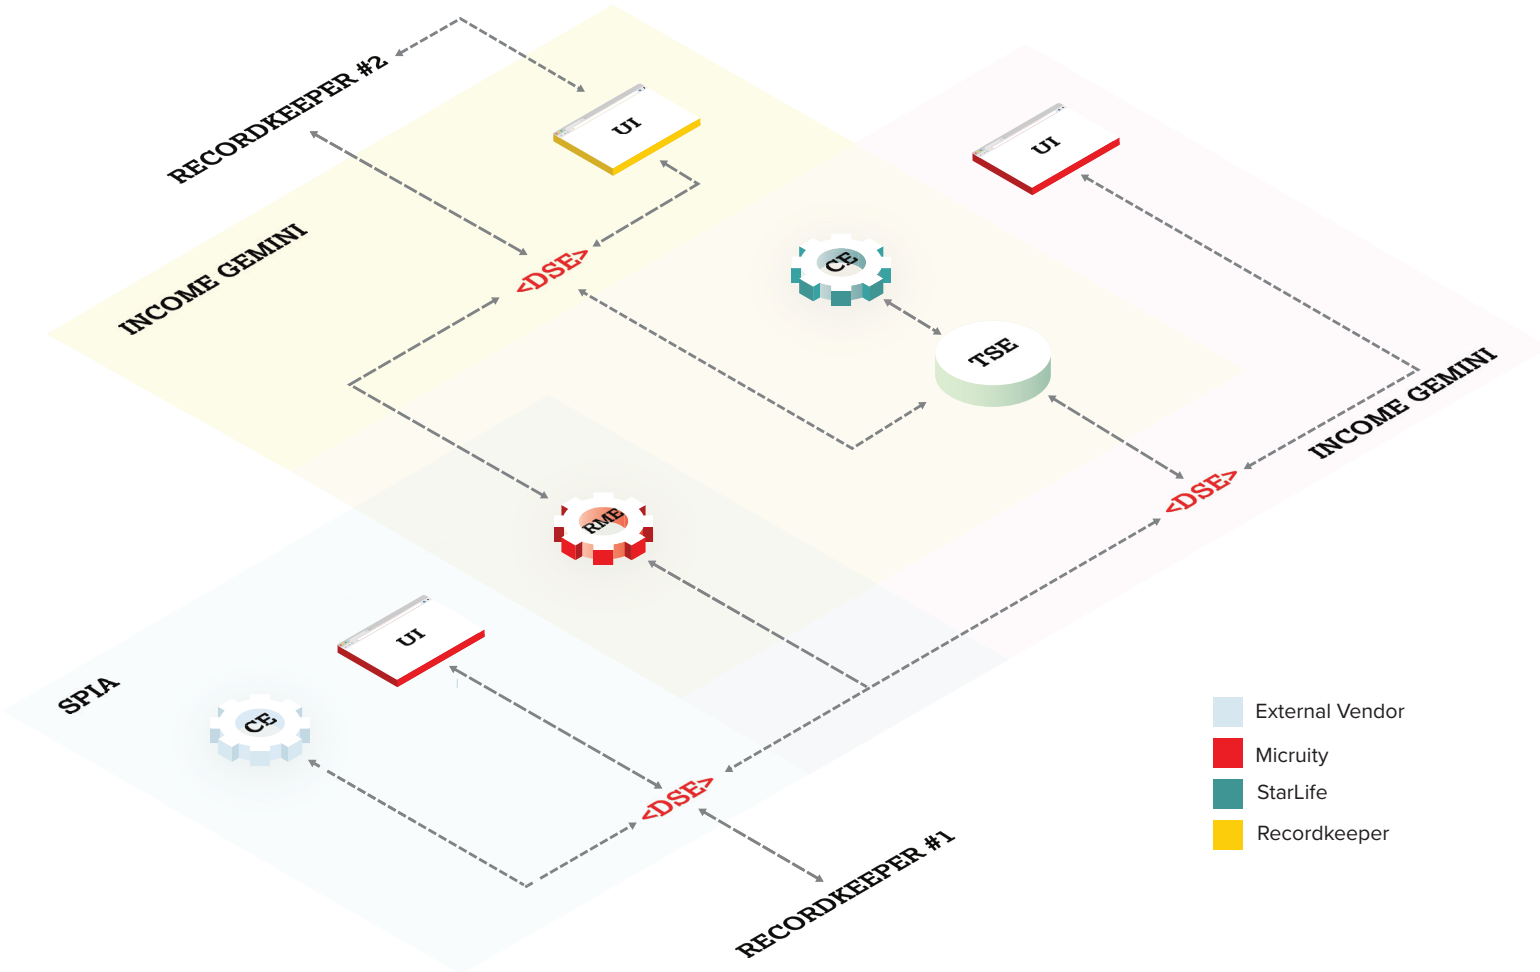 RECORDKEEPER #2
UI
UI
INCOME GEMINI
<DSE>
CE
TSE
INCOME GEMINI
<DSE>
RME
UI
SPIA
CE
<DSE>
RECORDKEEPER #1
External Vendor
Micruity
StarLife
Recordkeeper